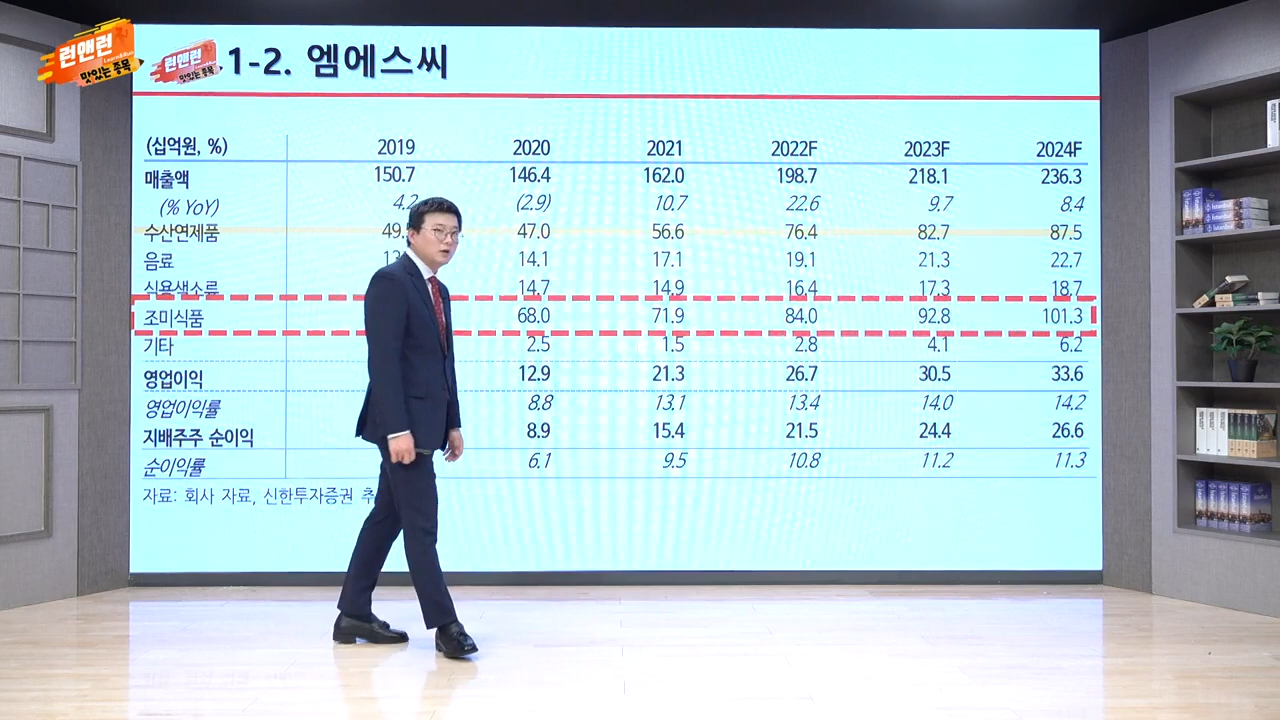 런앤런
맛있는 종목
런앤런
맛있는 종목
1-2. 엠에스씨
(십억원, %) 2019 2020 2021 2022F 2023F 2024F
매출액 150.7 146.4 162.0 198.7 218.1 236.3
(% YoY) 4.2 (2.9) 10.7 22.6 9.7 8.4
수산연제품 49. 47.0 56.6 76.4 82.7 87.5
음료 14.1 17.1 19.1 21.3 22.7
식용색소류 14.7 14.9 16.4 17.3 18.7
조미식품 68.0 71.9 84.0 92.8 101.3
기타 2.5 1.5 2.8 4.1 6.2
영업이익 12.9 21.3 26.7 30.5 33.6
영업이익률 8.8 13.1 13.4 14.0 14.2
지배주주 순이익 8.9 15.4 21.5 24.4 26.6
순이익률 6.1 9.5 10.8 11.2 11.3
자료: 회사 자료, 신한투자증권 추